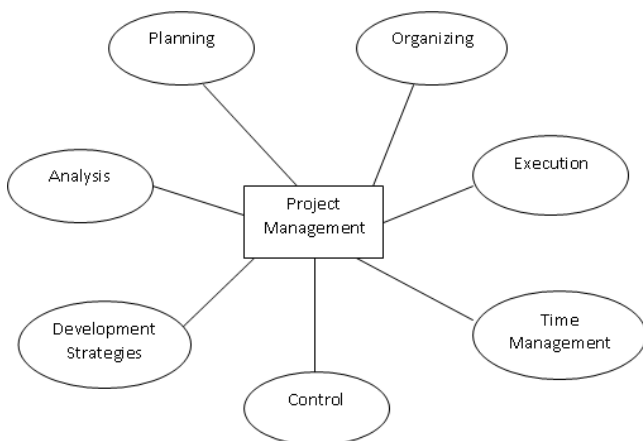 Planning
Organizing
Analysis
Execution
Project
Management
Development
Strategies
Time
Management
Control